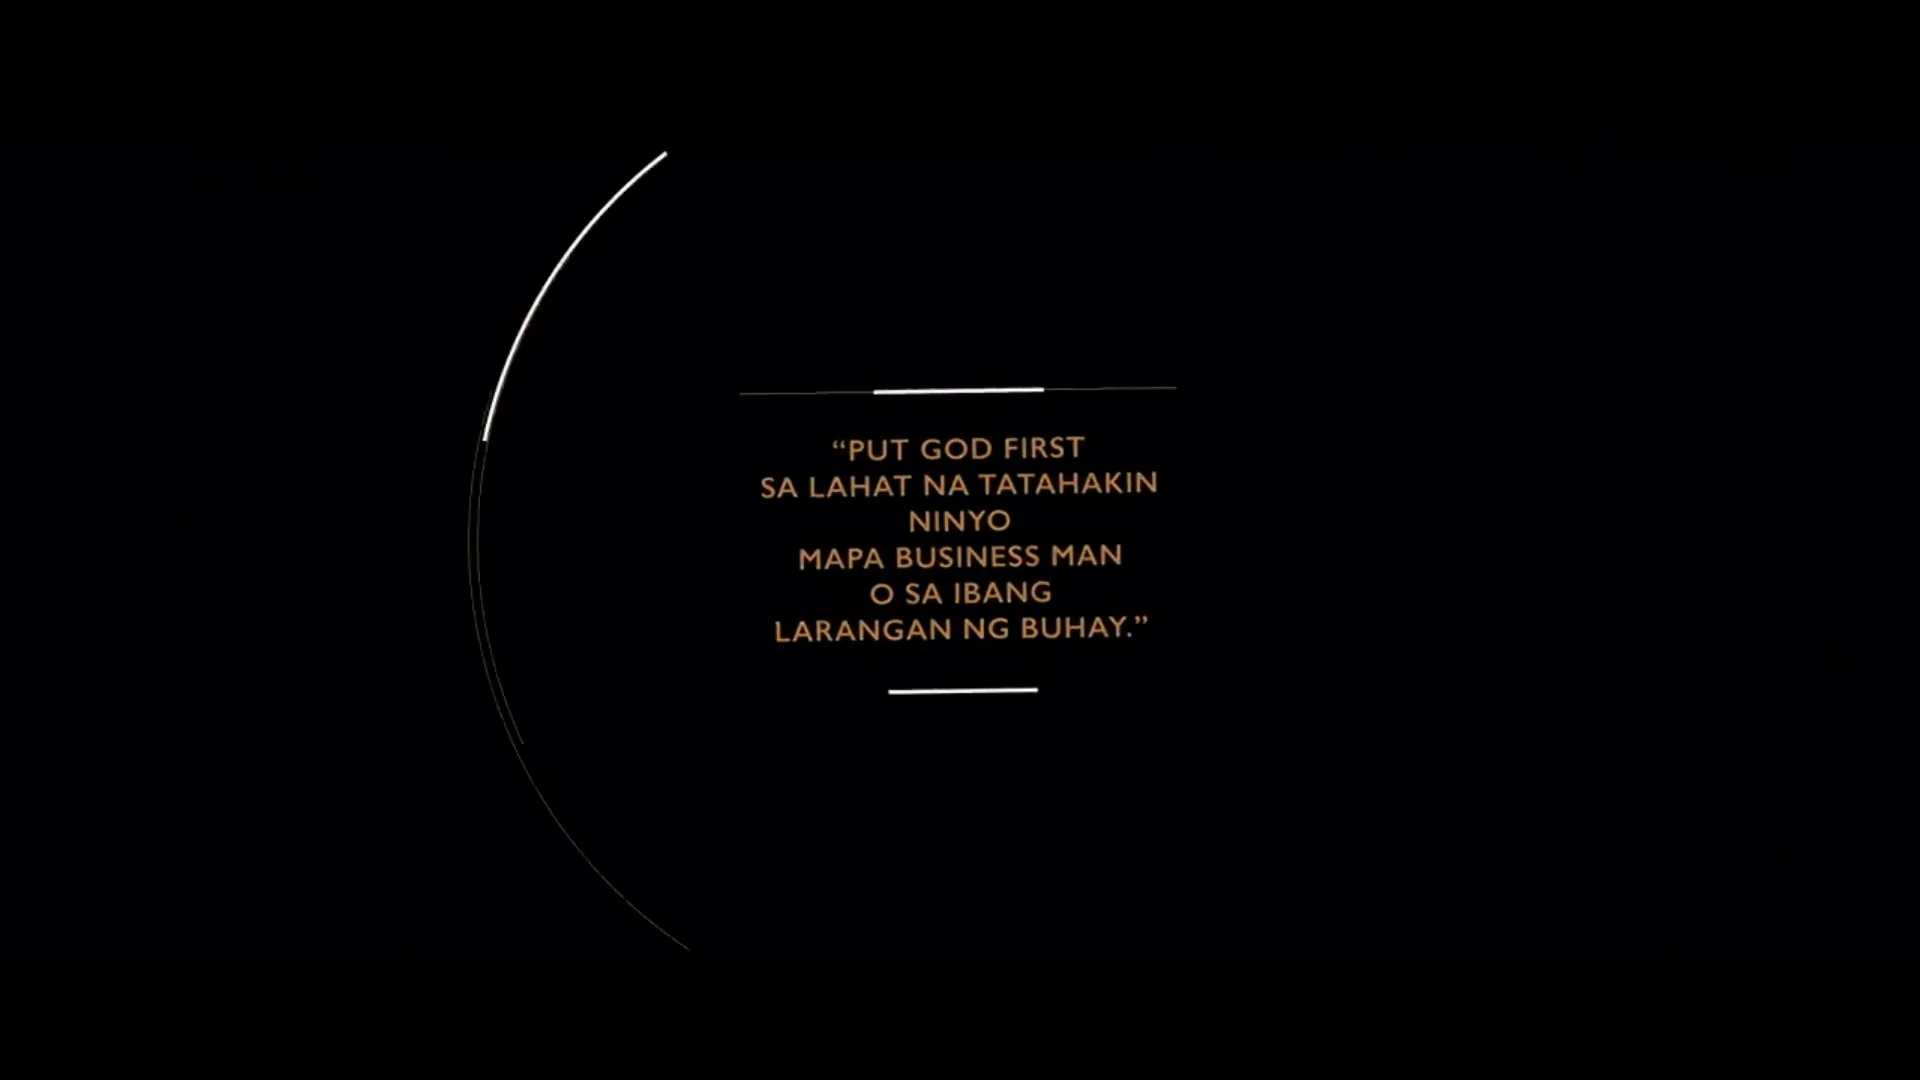 “PUT GOD FIRST
SA LAHAT NA TATAHAKIN
NINYO
MAPA BUSINESS MAN
O SA IBANG
LARANGAN NG BUHAY.”